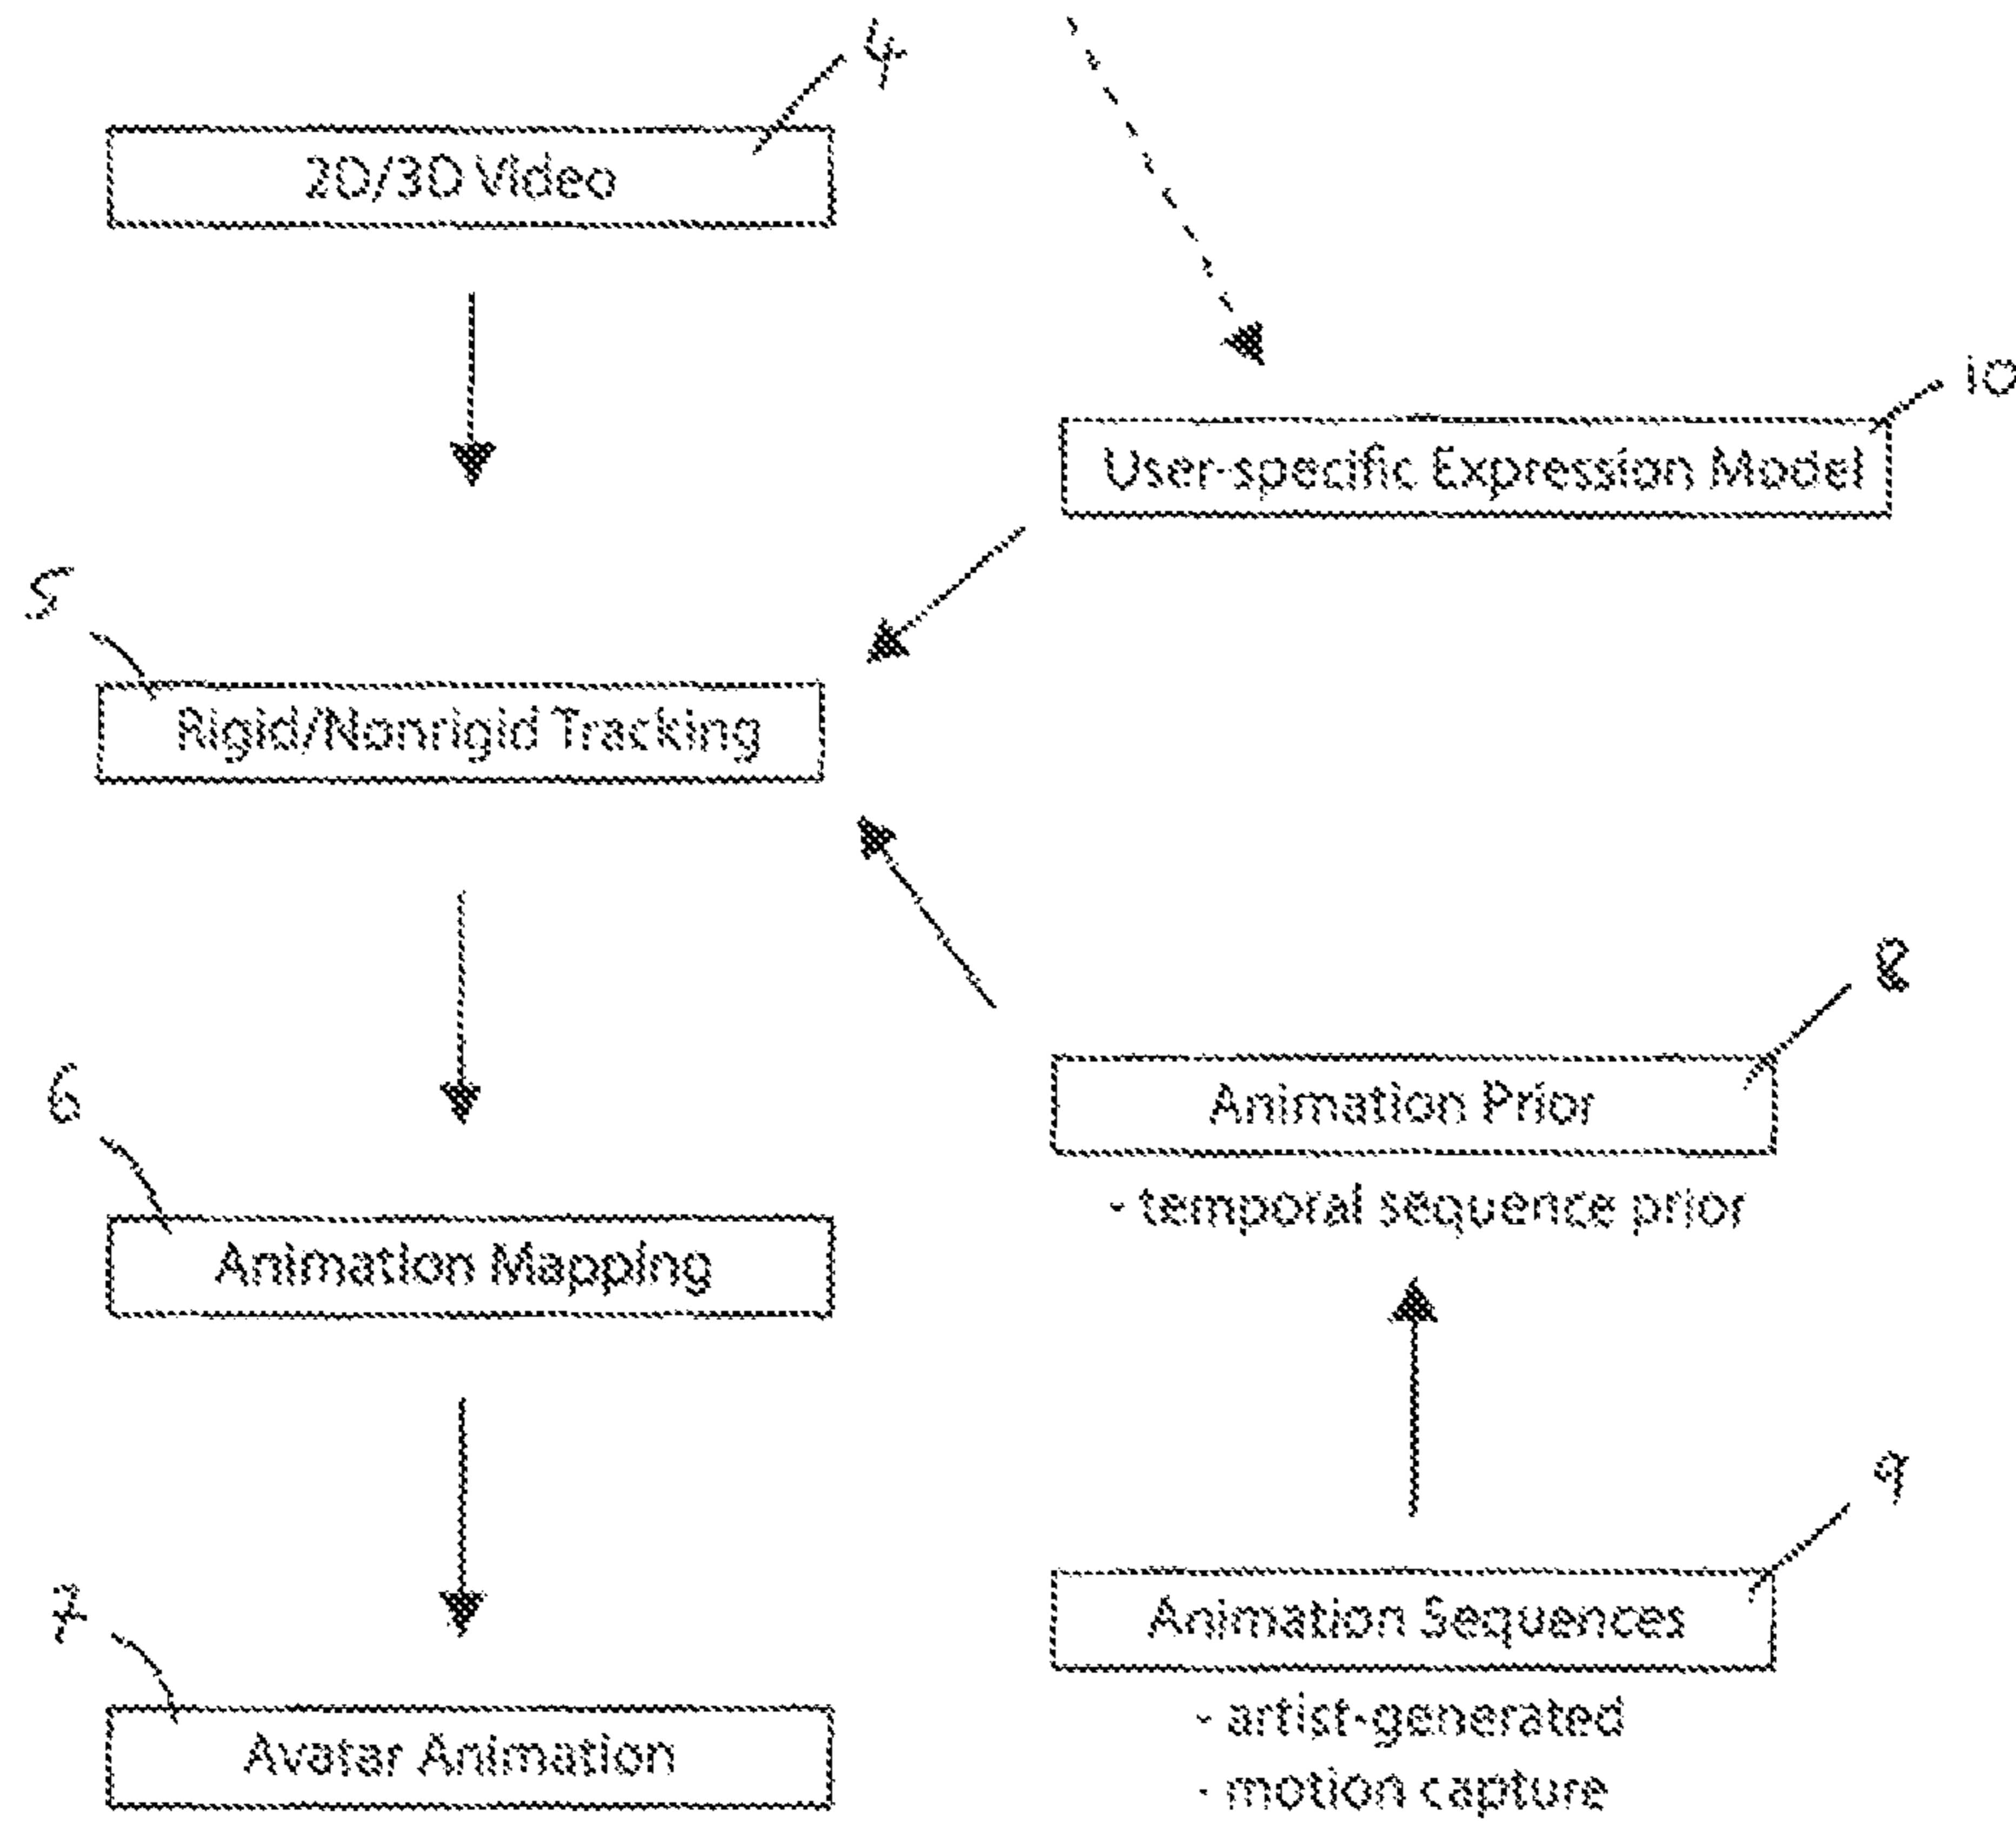 4
2D/3D Video
10
User-specific Expression Model
5
Rigid/Nonrigid Tracking
8
Animation Prior
- temporal sequence prior
6
Animation Mapping
9
Animation Sequences
- artist-generated
- motion capture
7
Avatar Animation